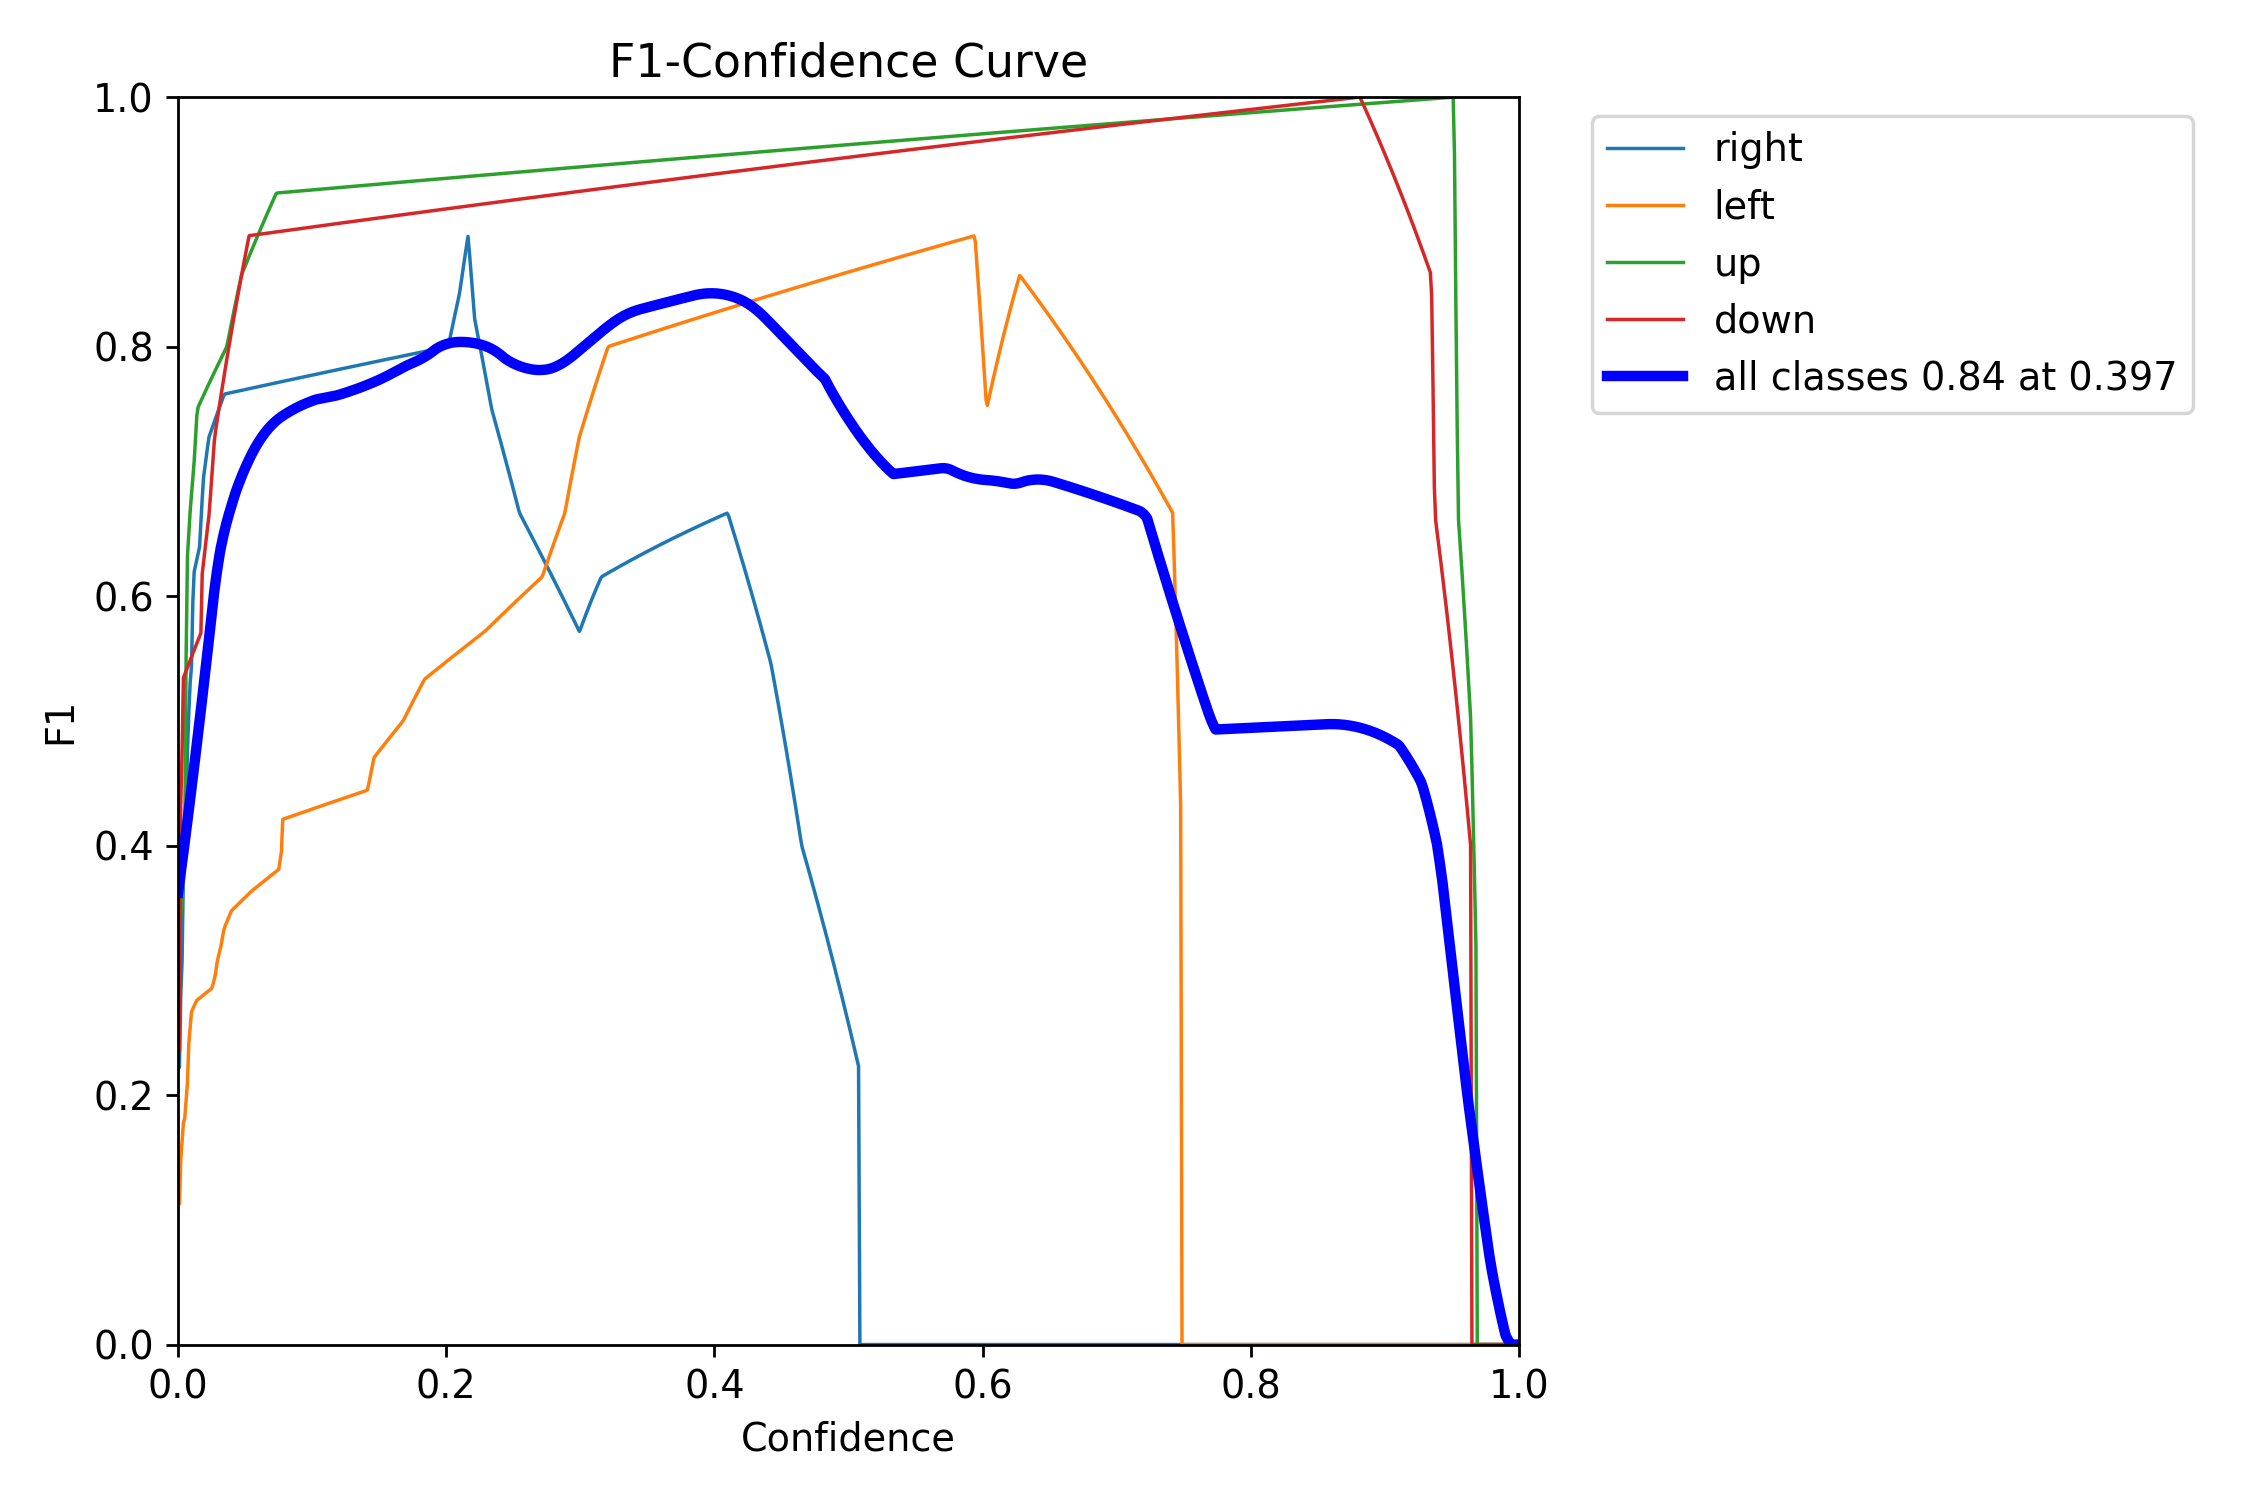 F1-Confidence Curve
1.0
0.8
0.6
0.4
0.2
0.0
F1
0.0 0.2 0.4 0.6 0.8 1.0
Confidence
right
left
up
down
all classes 0.84 at 0.397